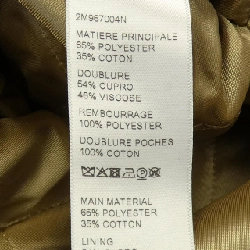 2M967004N
MATIERE PRINCIPALE
65% POLYESTER
35% COTON
DOUBLURE
54% CUPRO
46% VISCOSE
REMBOURRAGE
100% POLYESTER
DOUBLURE POCHES
100% COTON
MAIN MATERIAL
65% POLYESTER
35% COTTON
LINING